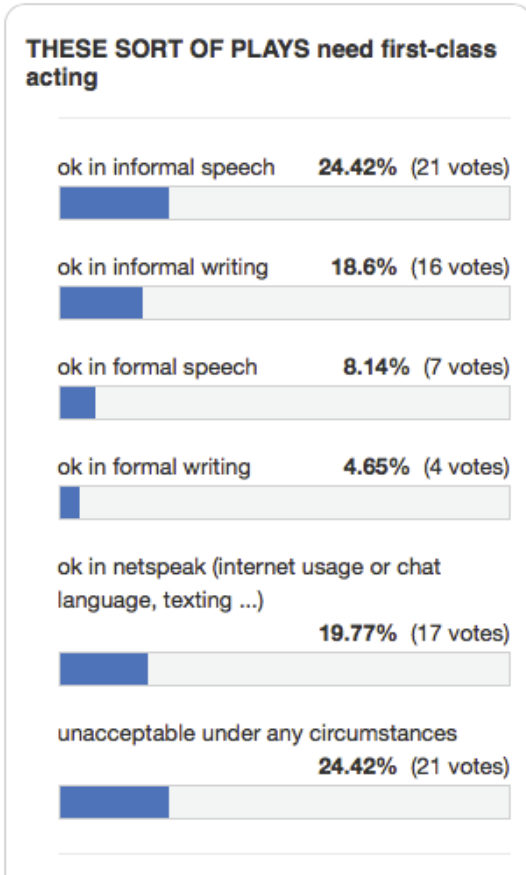 THESE SORT OF PLAYS need first-class
acting
ok in informal speech 24.42% (21 votes)
ok in informal writing 18.6% (16 votes)
ok in formal speech 8.14% (7 votes)
ok in formal writing 4.65% (4 votes)
ok in netspeak (internet usage or chat
language, texting ...)
19.77% (17 votes)
unacceptable under any circumstances
24.42% (21 votes)